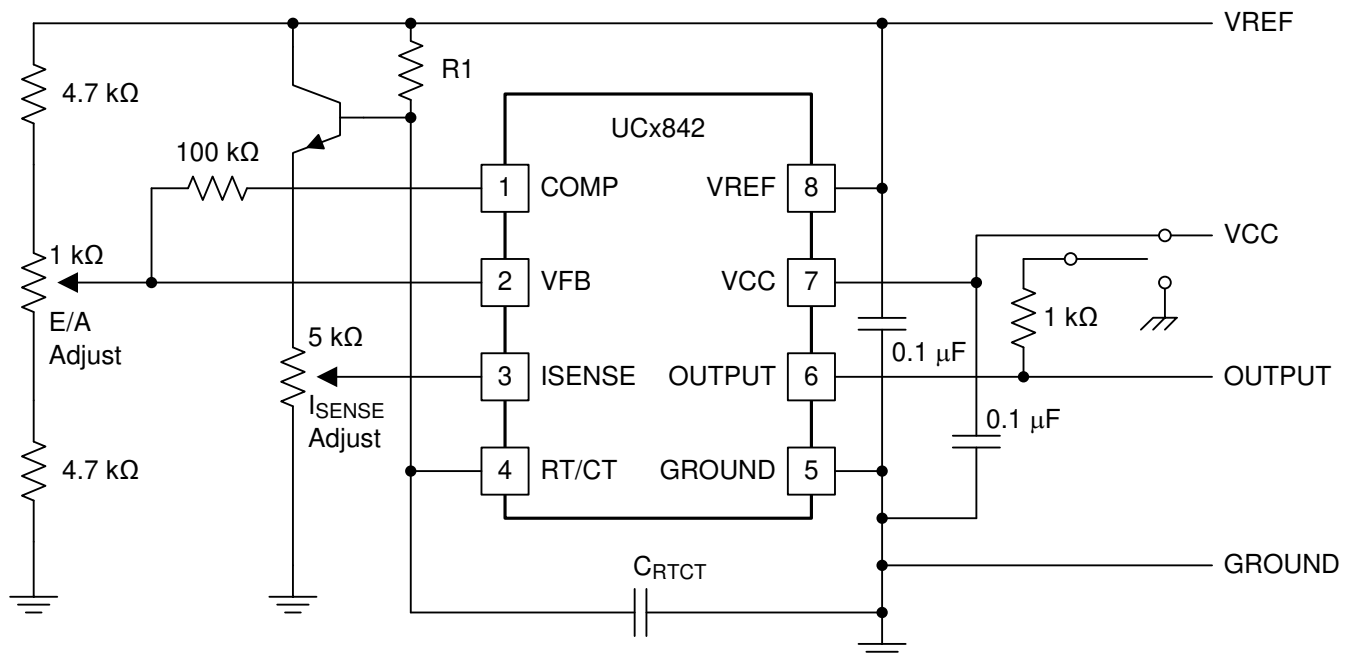 VREF
4.7 kΩ
R1
UCx842
100 kΩ
1 COMP VREF 8
1 kΩ
E/A
Adjust
2 VFB VCC 7
VCC
1 kΩ
0.1 μF
5 kΩ
3 ISENSE OUTPUT 6
OUTPUT
ISENSE
Adjust
0.1 μF
4.7 kΩ
4 RT/CT GROUND 5
CRTCT
GROUND